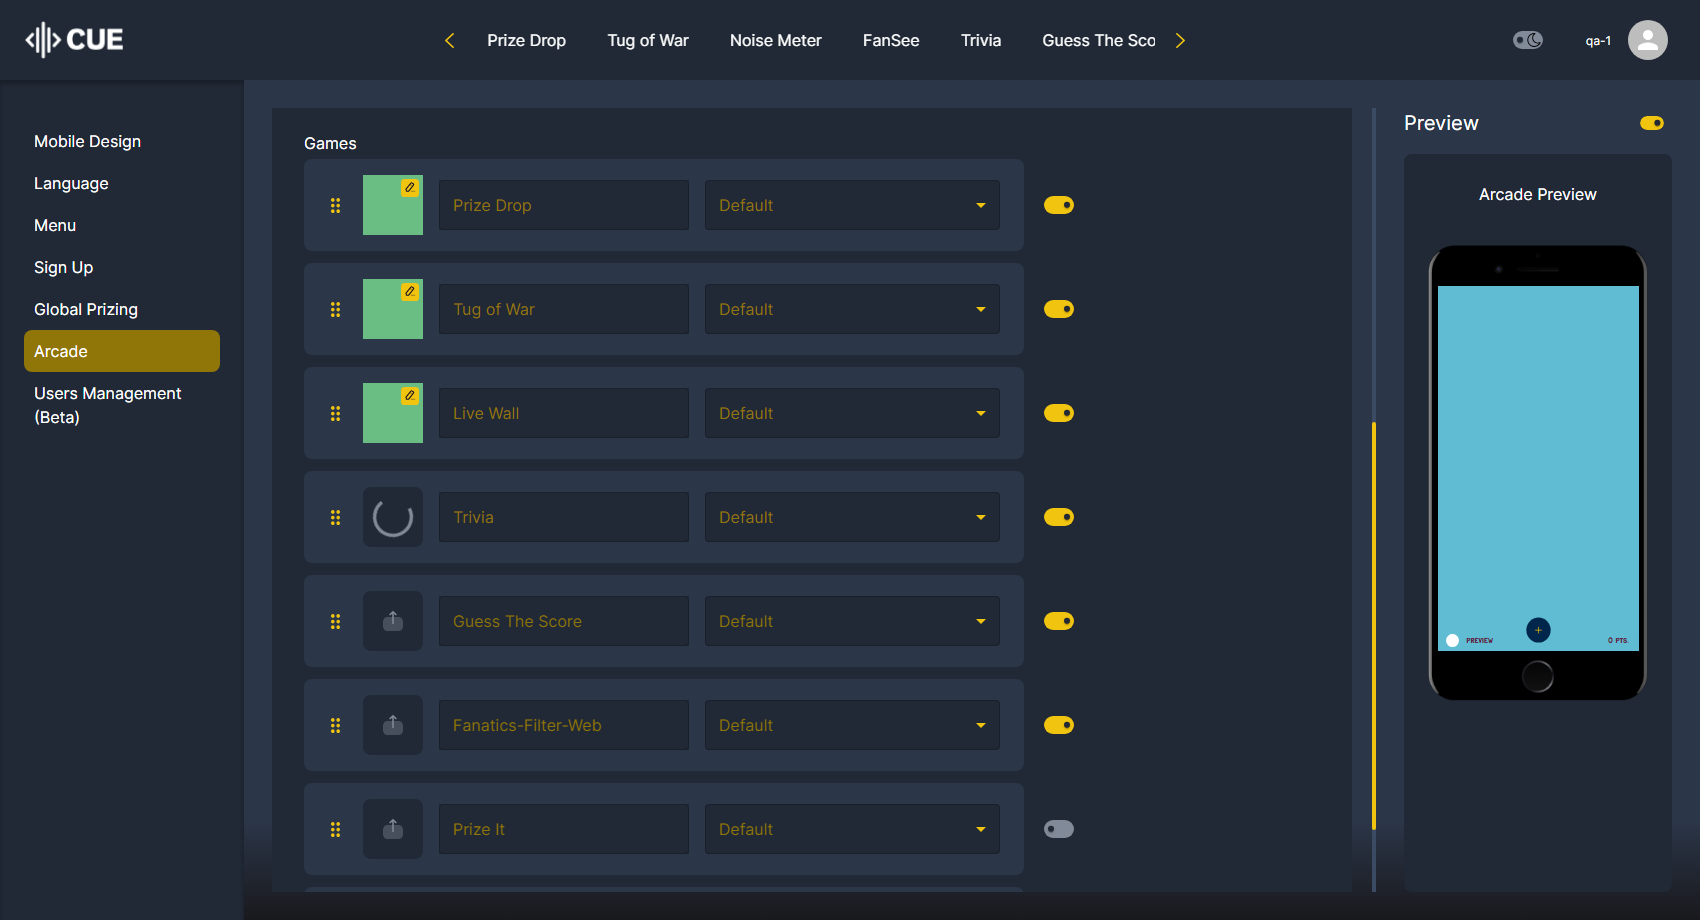 CUE
Prize Drop
Tug of War
Noise Meter
FanSee
Trivia
Guess The Sco
qa-1
Mobile Design
Language
Menu
Sign Up
Global Prizing
Arcade
Users Management
(Beta)
Games
Prize Drop
Default
Tug of War
Default
Live Wall
Default
Trivia
Default
Guess The Score
Default
Fanatics-Filter-Web
Default
Prize It
Default
Preview
Arcade Preview
PREVIEW
0 PTS.